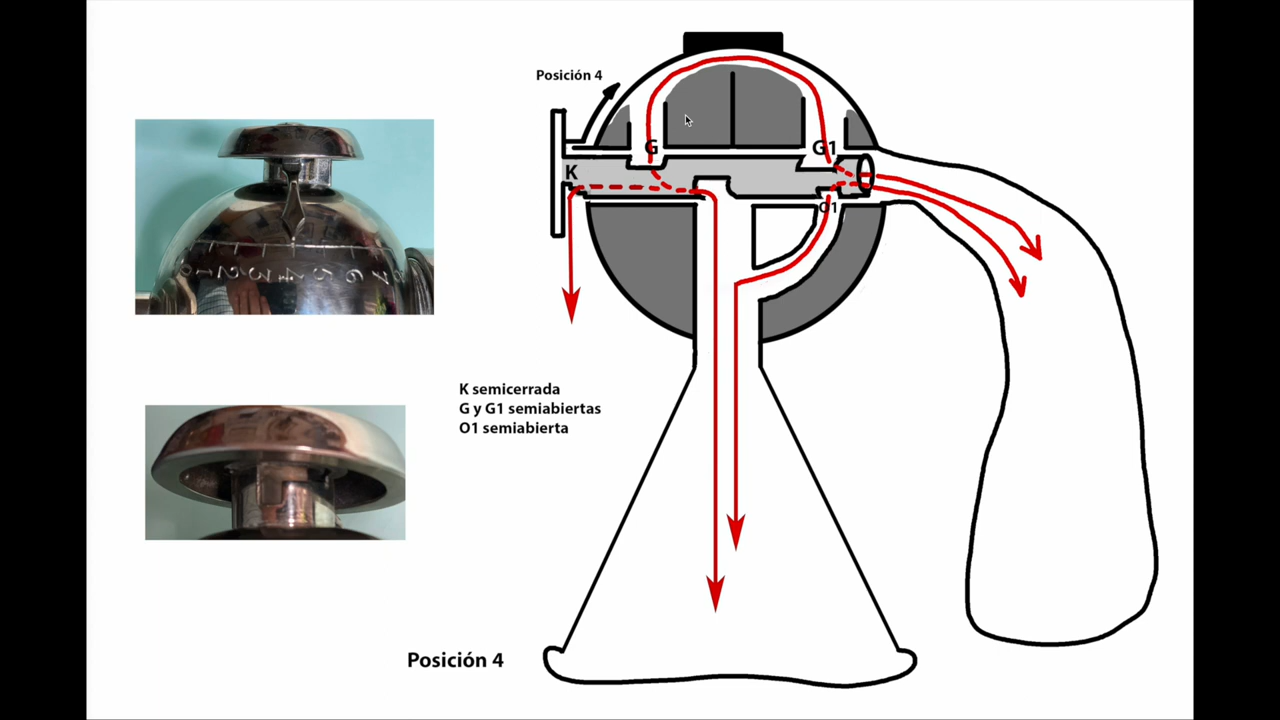 Posición 4
G
G1
K
O1
K semicerrada
G y G1 semiabiertas
O1 semiabierta
Posición 4